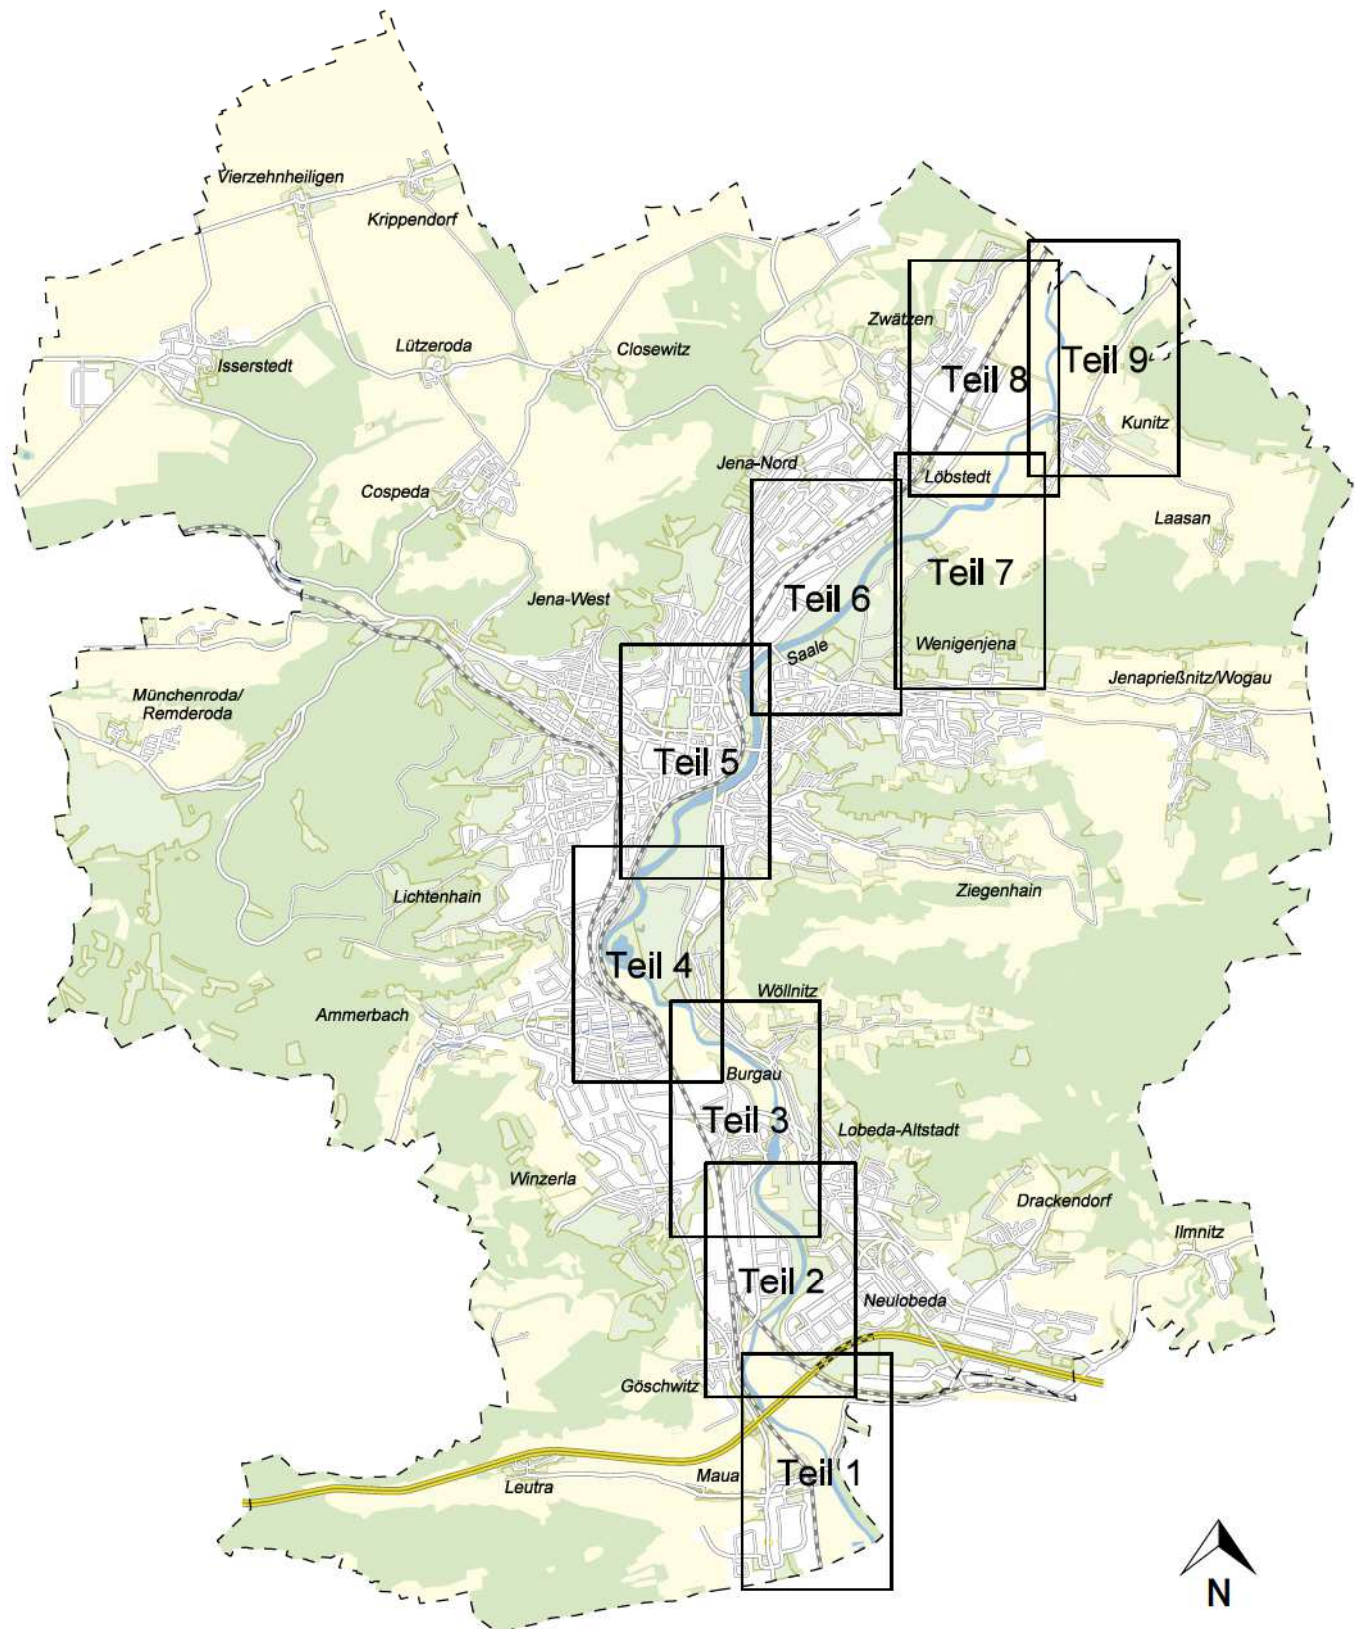 Vierzehnheiligen
Krippendorf
Zwätzen
Lützeroda
Closewitz
Isserstedt
Teil 9
Teil 8
Kunitz
Jena-Nord
Löbstedt
Cospeda
Laasan
Teil 7
Jena-West
Teil 6
Wenigenjena
Saale
Jenaprießnitz/Wogau
Münchenroda/
Remderoda
Teil 5
Ziegenhain
Lichtenhain
Teil 4
Wöllnitz
Ammerbach
Burgau
Teil 3
Lobeda-Altstadt
Winzerla
Drackendorf
Ilmnitz
Teil 2
Neulobeda
Göschwitz
Maua
Teil 1
Leutra
N